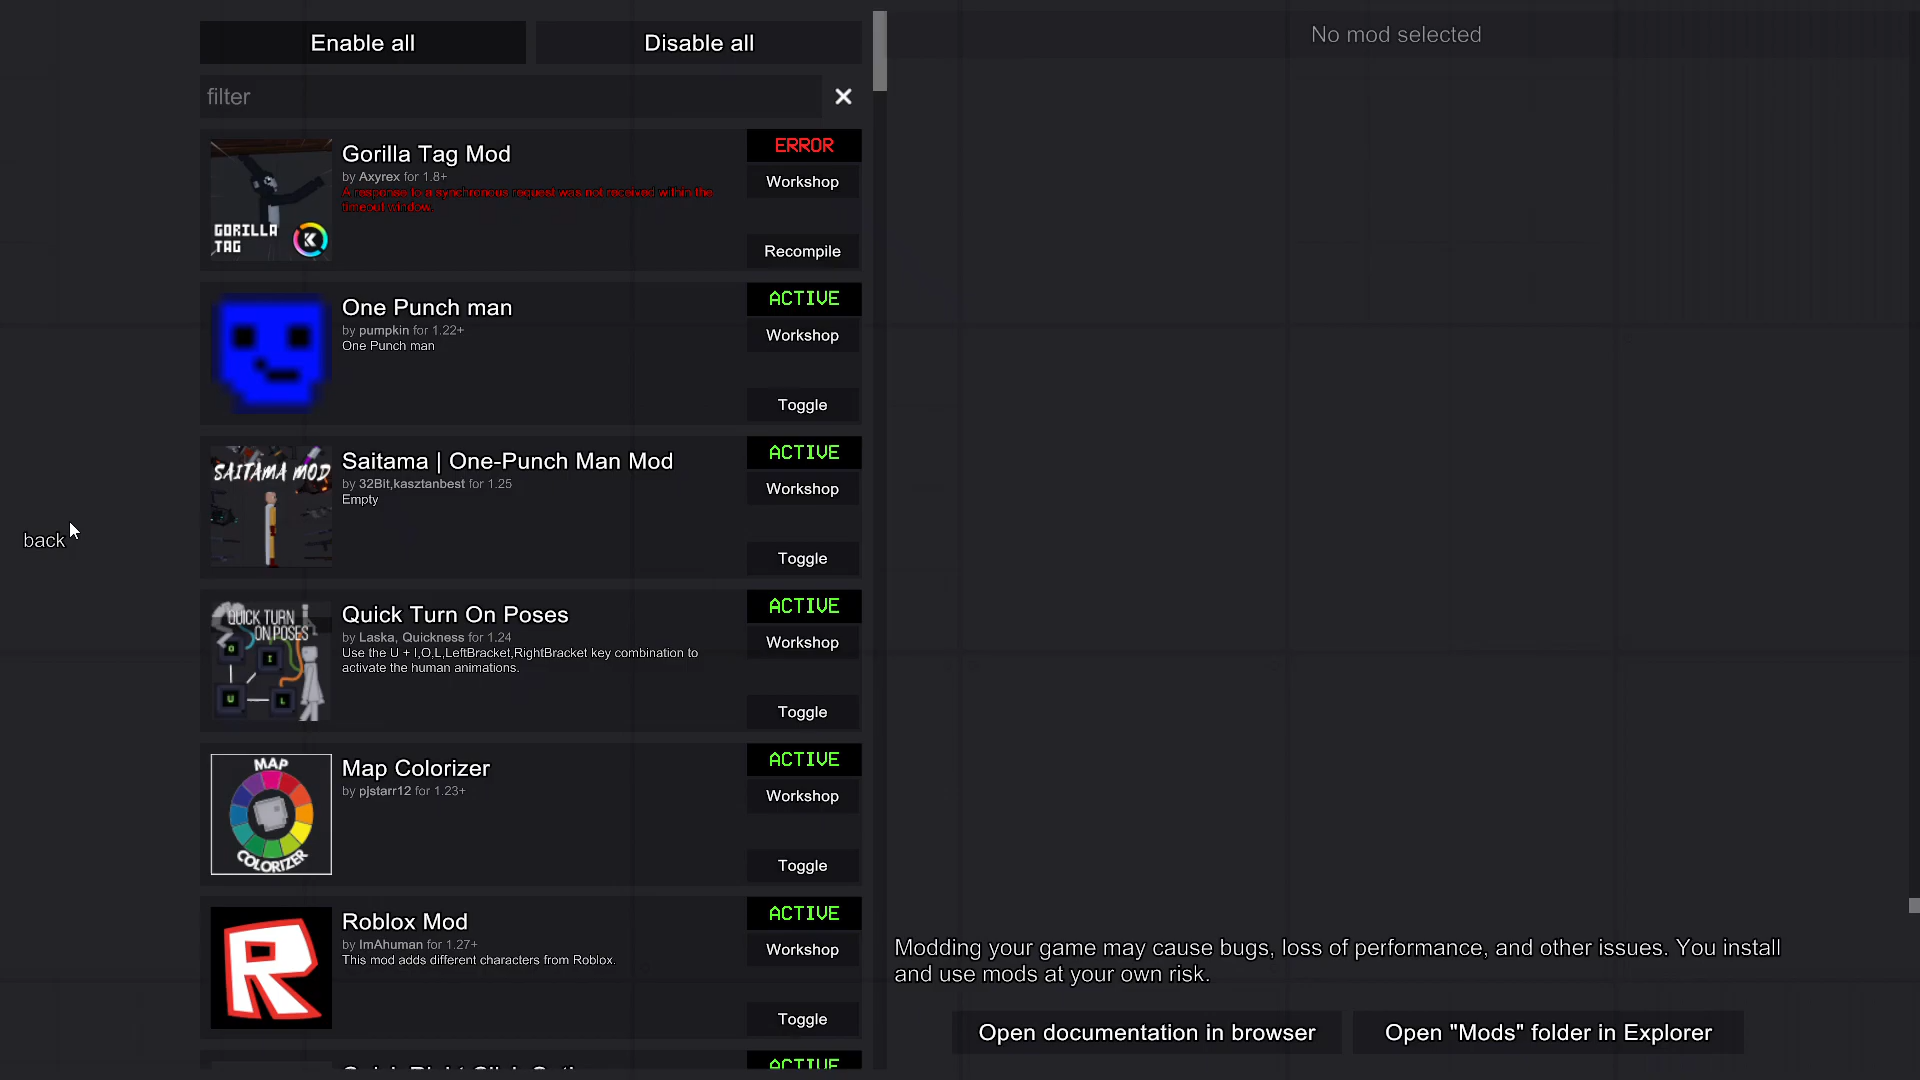 Enable all
Disable all
No mod selected
filter
Gorilla Tag Mod
by Axyrex for 1.8+
A response to a synchronous request was not received within the
timeout window.
GORILLA
TAG
ERROR
Workshop
Recompile
One Punch man
by pumpkin for 1.22+
One Punch man
ACTIVE
Workshop
Toggle
SAITAMA MOD
Saitama | One-Punch Man Mod
by 32Bit,kasztanbest for 1.25
Empty
ACTIVE
Workshop
Toggle
back
QUICK TURN
ON POSES
O
I
U
L
Quick Turn On Poses
by Laska, Quickness for 1.24
Use the U + I,O,L,LeftBracket,RightBracket key combination to
activate the human animations.
ACTIVE
Workshop
Toggle
MAP
COLORIZER
Map Colorizer
by pjstarr12 for 1.23+
ACTIVE
Workshop
Toggle
R
Roblox Mod
by ImAhuman for 1.27+
This mod adds different characters from Roblox.
ACTIVE
Workshop
Toggle
ACTIVE
Modding your game may cause bugs, loss of performance, and other issues. You install
and use mods at your own risk.
Open documentation in browser
Open "Mods" folder in Explorer